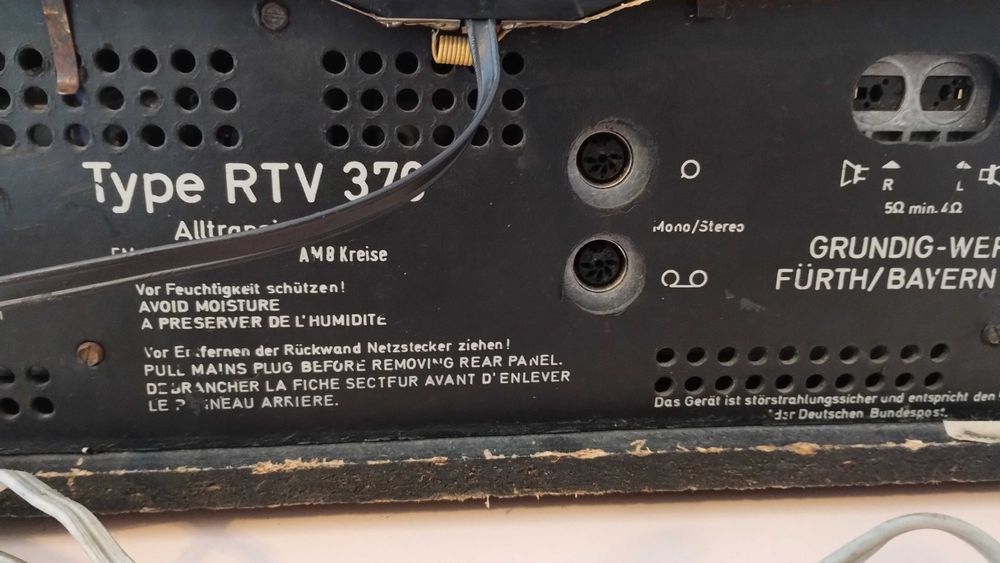 Type RTV 370
AM8 Kreise
Vor Feuchtigkeit schützen!
AVOID MOISTURE
A PRESERVER DE L'HUMIDITE
Vor Entfernen der Rückwand Netzstecker ziehen!
PULL MAINS PLUG BEFORE REMOVING REAR PANEL.
DEBRANCHER LA FICHE SECTEUR AVANT D'ENLEVER
LE PANNEAU ARRIERE.
Mono/Stereo
R L
5Ω min. 4Ω
GRUNDIG-WER
FÜRTH/BAYERN
Das Gerät ist störstrahlungssicher und entspricht den
der Deutschen Bundespost.